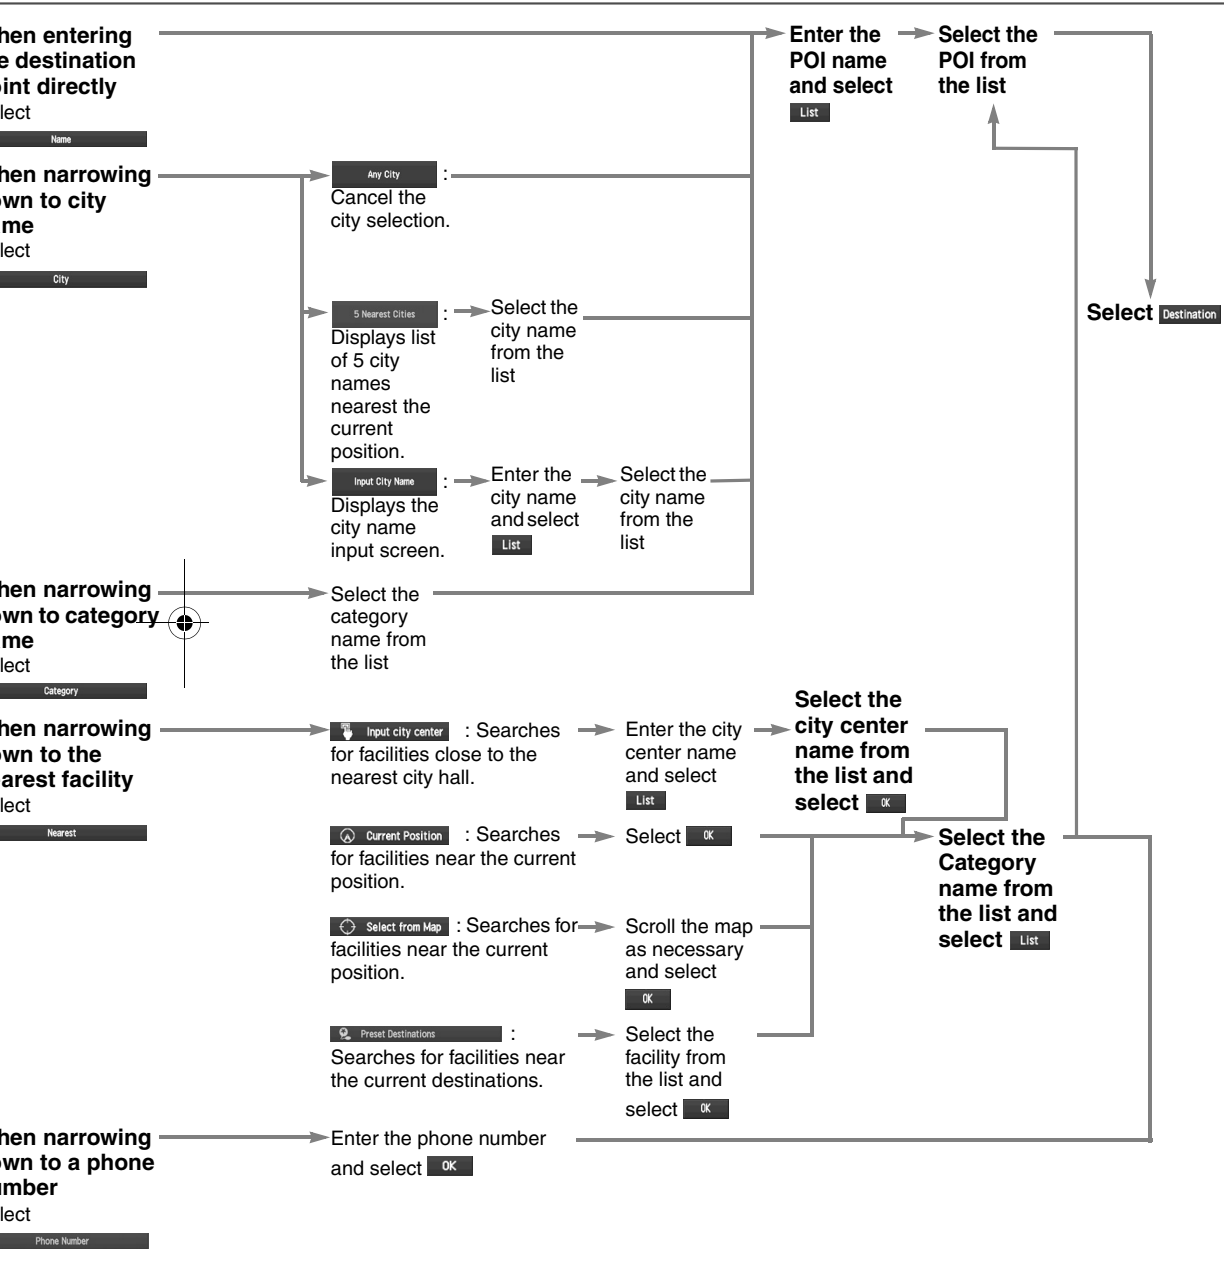 hen entering
e destination
oint directly
lect
Name
hen narrowing
own to city
me
lect
City
Any City :
Cancel the
city selection.
5 Nearest Cities :
Displays list
of 5 city
names
nearest the
current
position.
Select the
city name
from the
list
Input City Name :
Displays the
city name
input screen.
Enter the
city name
and select
List
Select the
city name
from the
list
Enter the
POI name
and select
List
Select the
POI from
the list
Select Destination
hen narrowing
own to category
me
lect
Category
Select the
category
name from
the list
hen narrowing
own to the
arest facility
lect
Nearest
Input city center : Searches
for facilities close to the
nearest city hall.
Enter the city
center name
and select
List
Select the
city center
name from
the list and
select OK
Current Position : Searches
for facilities near the current
position.
Select OK
Select from Map : Searches for
facilities near the current
position.
Scroll the map
as necessary
and select
OK
Preset Destinations :
Searches for facilities near
the current destinations.
Select the
facility from
the list and
select OK
Select the
Category
name from
the list and
select List
hen narrowing
own to a phone
umber
lect
Phone Number
Enter the phone number
and select OK